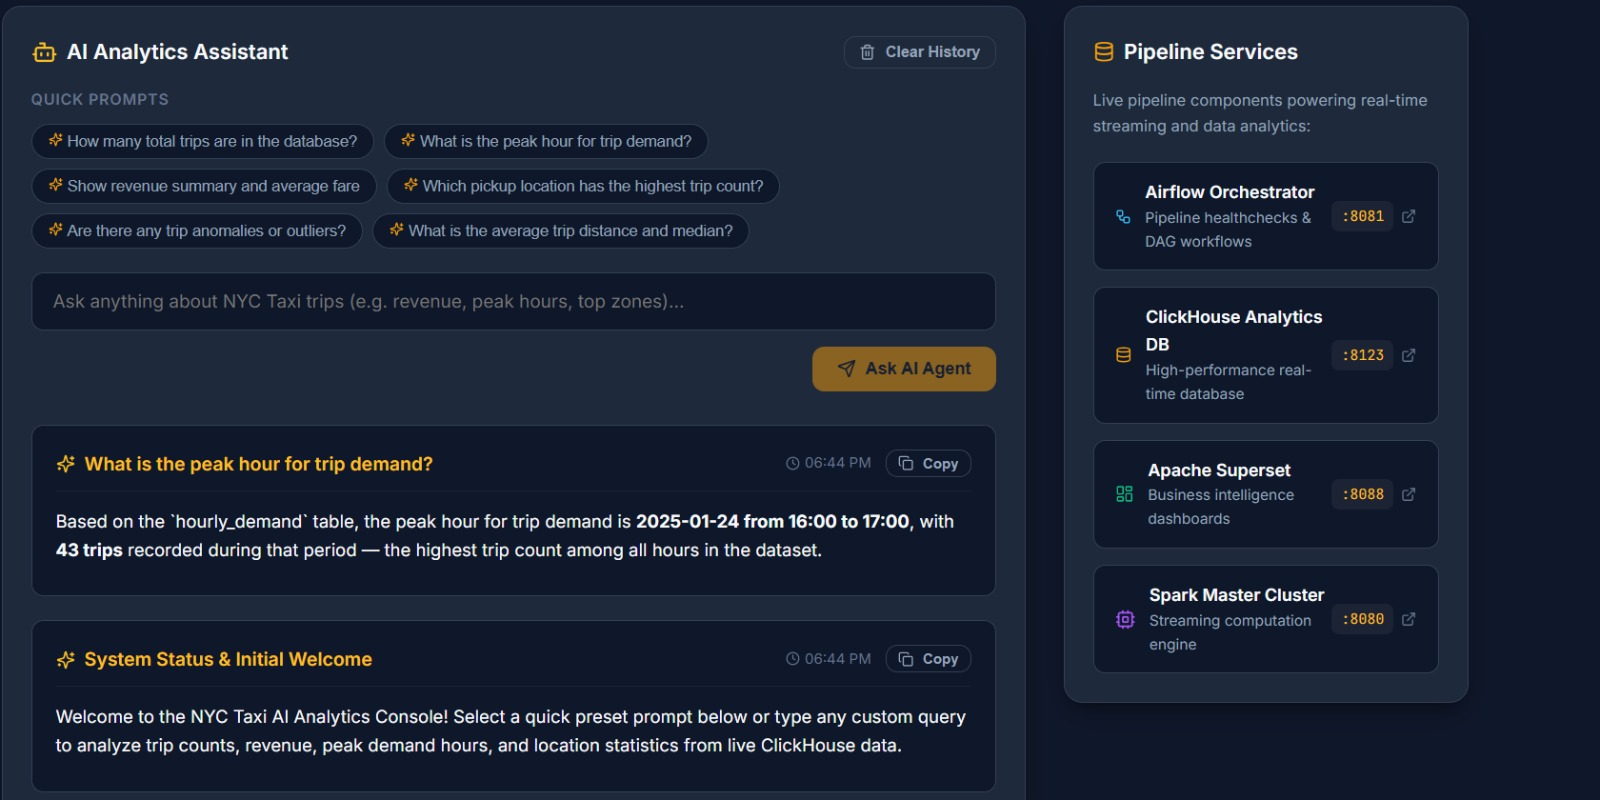 AI Analytics Assistant
Clear History
QUICK PROMPTS
How many total trips are in the database?
What is the peak hour for trip demand?
Show revenue summary and average fare
Which pickup location has the highest trip count?
Are there any trip anomalies or outliers?
What is the average trip distance and median?
Ask anything about NYC Taxi trips (e.g. revenue, peak hours, top zones)...
Ask AI Agent
What is the peak hour for trip demand?
06:44 PM
Copy
Based on the `hourly_demand` table, the peak hour for trip demand is 2025-01-24 from 16:00 to 17:00, with
43 trips recorded during that period — the highest trip count among all hours in the dataset.
System Status & Initial Welcome
06:44 PM
Copy
Welcome to the NYC Taxi AI Analytics Console! Select a quick preset prompt below or type any custom query
to analyze trip counts, revenue, peak demand hours, and location statistics from live ClickHouse data.
Pipeline Services
Live pipeline components powering real-time
streaming and data analytics:
Airflow Orchestrator
Pipeline healthchecks &
DAG workflows
:8081
ClickHouse Analytics
DB
High-performance real-
time database
:8123
Apache Superset
Business intelligence
dashboards
:8088
Spark Master Cluster
Streaming computation
engine
:8080